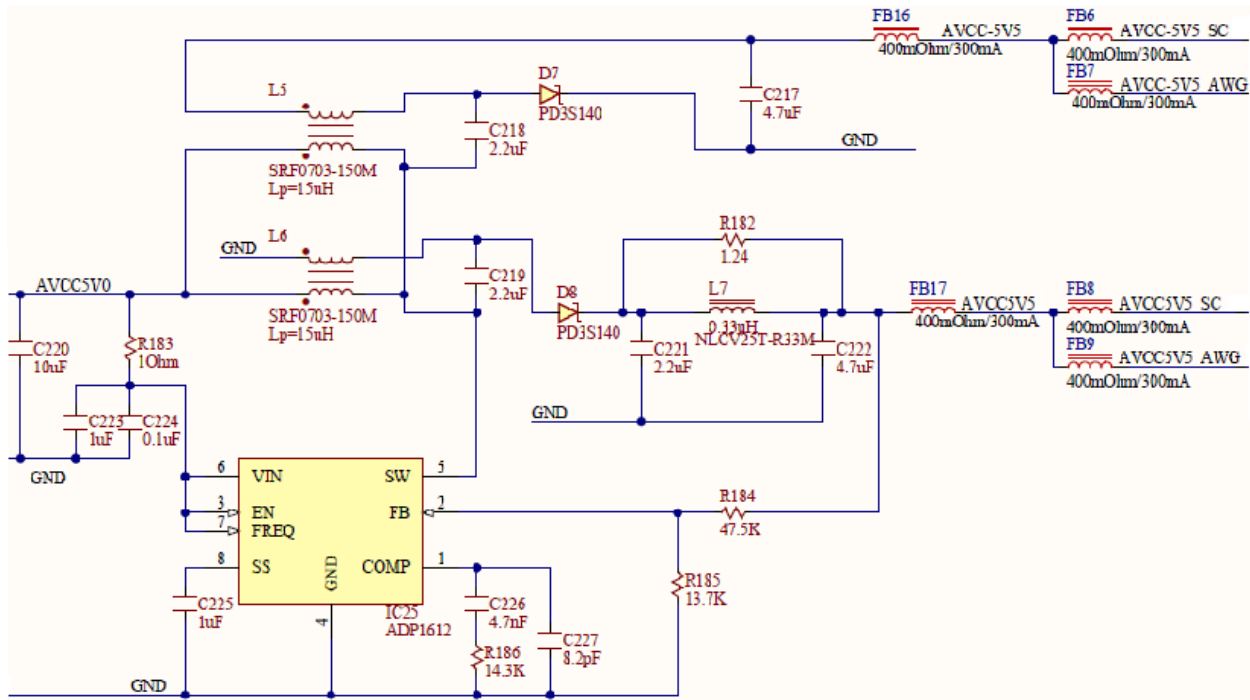 FB16
AVCC-5V5
400mOhm/300mA
FB6
AVCC-5V5_SC
400mOhm/300mA
FB7
AVCC-5V5_AWG
400mOhm/300mA
L5
D7
PD3S140
C217
4.7uF
C218
2.2uF
GND
SRF0703-150M
Lp=15uH
L6
GND
R182
1.24
C219
2.2uF
AVCC5V0
L7
0.33uH
NLCV25T-R33M
D8
PD3S140
FB17
AVCC5V5
400mOhm/300mA
FB8
AVCC5V5_SC
400mOhm/300mA
FB9
AVCC5V5_AWG
400mOhm/300mA
SRF0703-150M
Lp=15uH
C220
10uF
R183
1Ohm
C221
2.2uF
C222
4.7uF
C223
1uF
C224
0.1uF
GND
GND
6
VIN
SW
5
3
EN
FB
2
7
FREQ
R184
47.5K
8
SS
GND
COMP
1
R185
13.7K
C225
1uF
4
IC25
ADP1612
C226
4.7nF
C227
8.2pF
R186
14.3K
GND